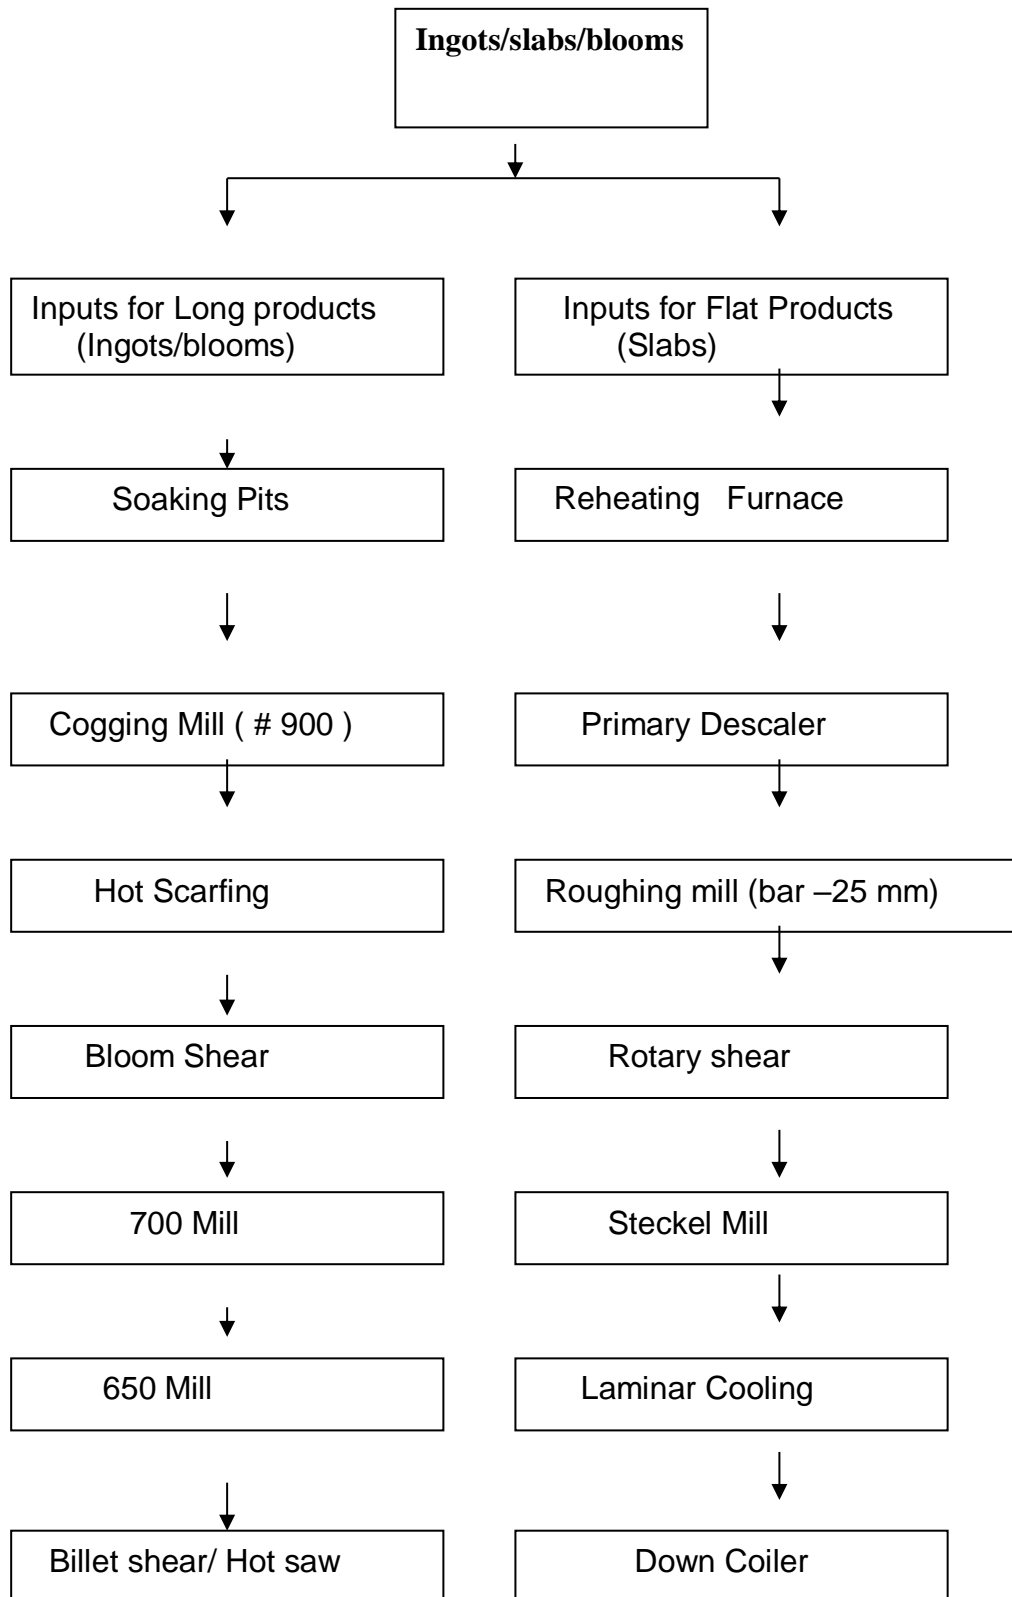 Ingots/slabs/blooms
Inputs for Long products
(Ingots/blooms)
Inputs for Flat Products
(Slabs)
Soaking Pits
Reheating Furnace
Cogging Mill ( # 900 )
Primary Descaler
Hot Scarfing
Roughing mill (bar –25 mm)
Bloom Shear
Rotary shear
700 Mill
Steckel Mill
650 Mill
Laminar Cooling
Billet shear/ Hot saw
Down Coiler